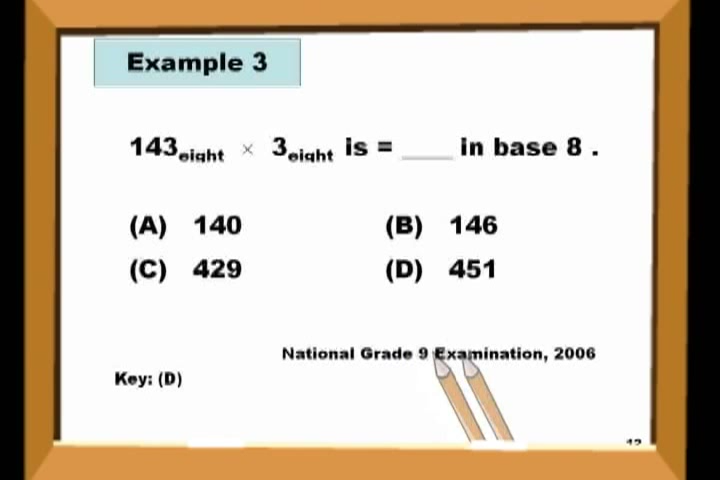 Example 3
143eight × 3eight is = ____ in base 8 .
(A) 140 (B) 146
(C) 429 (D) 451
National Grade 9 Examination, 2006
Key: (D)